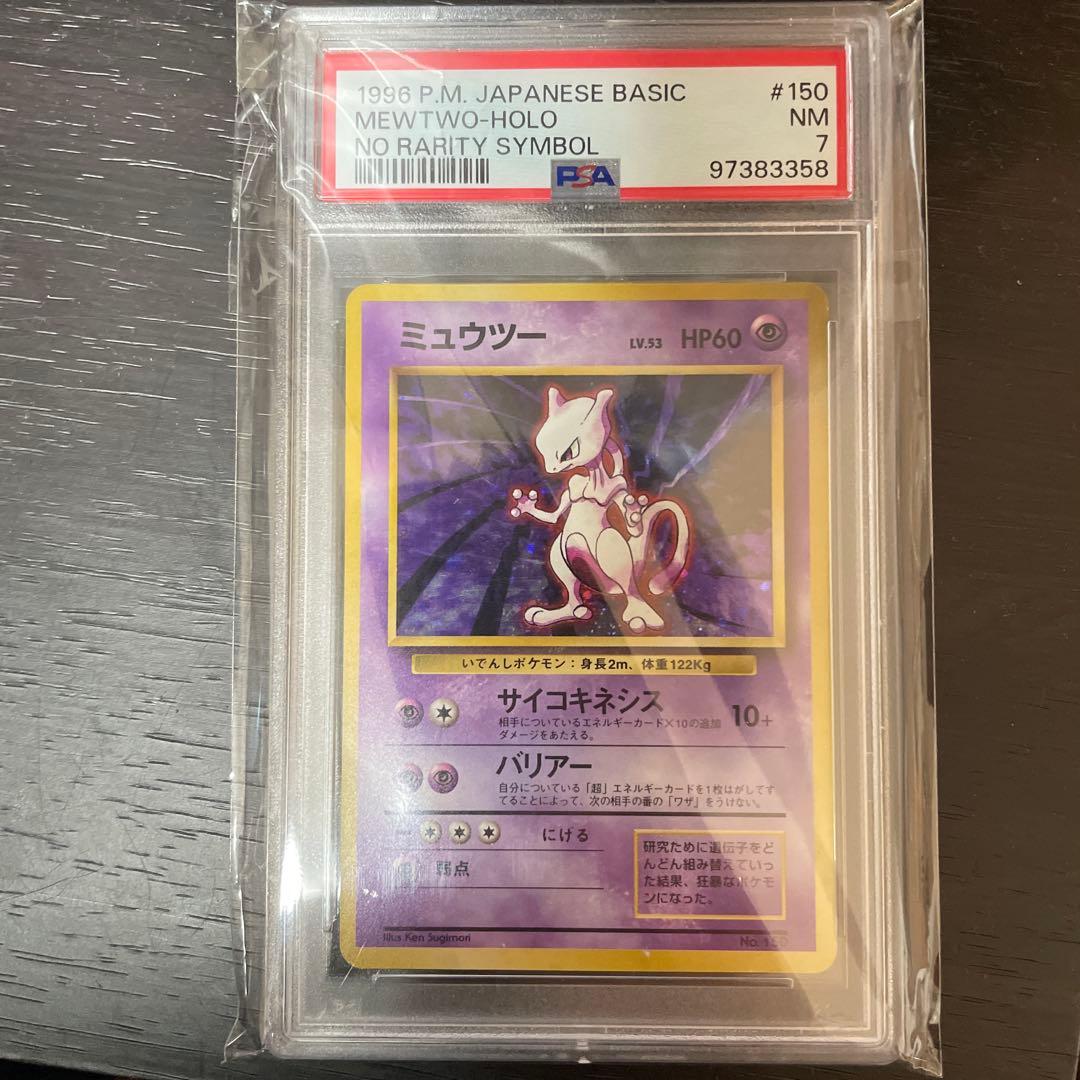 1996 P.M. JAPANESE BASIC #150
MEWTWO-HOLO NM
NO RARITY SYMBOL 7
PSA 97383358
ミュウツー LV.53 HP60
いでんしポケモン：身長2m、体重122Kg
サイコキネシス 10+
相手についているエネルギーカード×10の追加
ダメージをあたえる。
バリアー
自分についている「超」エネルギーカードを1枚はがしてす
てることによって、次の相手の番の「ワザ」をうけない。
にげる
弱点
研究ために遺伝子をど
んどん組み替えていっ
た結果、狂暴なポケモ
ンになった。
Illus Ken Sugimori No. 150